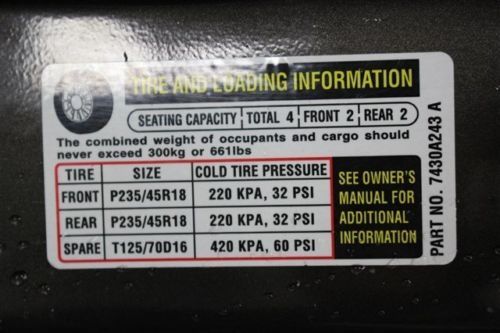 TIRE AND LOADING INFORMATION
SEATING CAPACITY TOTAL 4 FRONT 2 REAR 2
The combined weight of occupants and cargo should
never exceed 300kg or 661lbs
TIRE SIZE COLD TIRE PRESSURE
FRONT P235/45R18 220 KPA, 32 PSI
REAR P235/45R18 220 KPA, 32 PSI
SPARE T125/70D16 420 KPA, 60 PSI
SEE OWNER'S
MANUAL FOR
ADDITIONAL
INFORMATION
PART NO. 7430A243 A